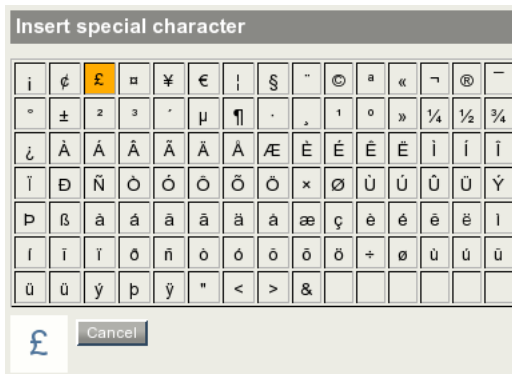 Insert special character
¡ ¢ £ ¤ ¥ € ¦ § ¨ © ª « ¬ ® ¯
° ± ² ³ ´ µ ¶ · ¸ ¹ º » ¼ ½ ¾
¿ À Á Â Ã Ä Å Æ È É Ê Ë Ì Í Î
Ï Ð Ñ Ò Ó Ô Õ Ö × Ø Ù Ú Û Ü Ý
Þ ß à á â ã ä å æ ç è é ê ë ì
í î ï ð ñ ò ó ô õ ö ÷ ø ù ú û
ü ü ý þ ÿ " < > &
£ Cancel